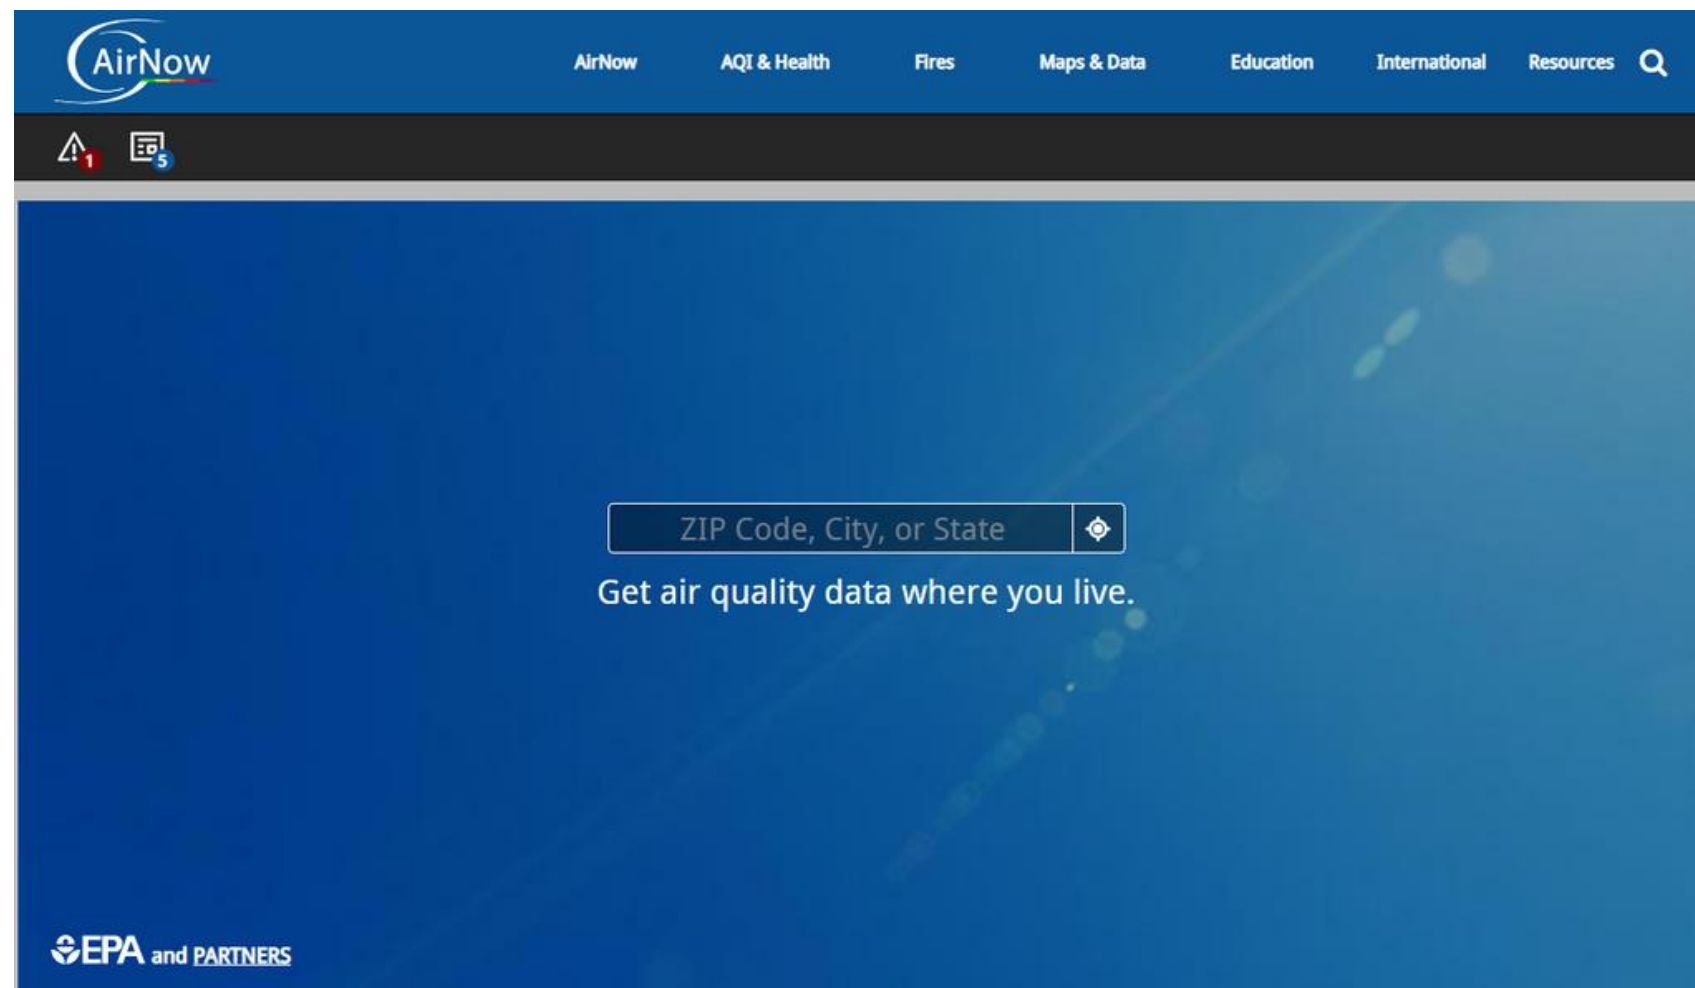 AirNow
AirNow AQI & Health Fires Maps & Data Education International Resources
1 5
ZIP Code, City, or State
Get air quality data where you live.
EPA and PARTNERS